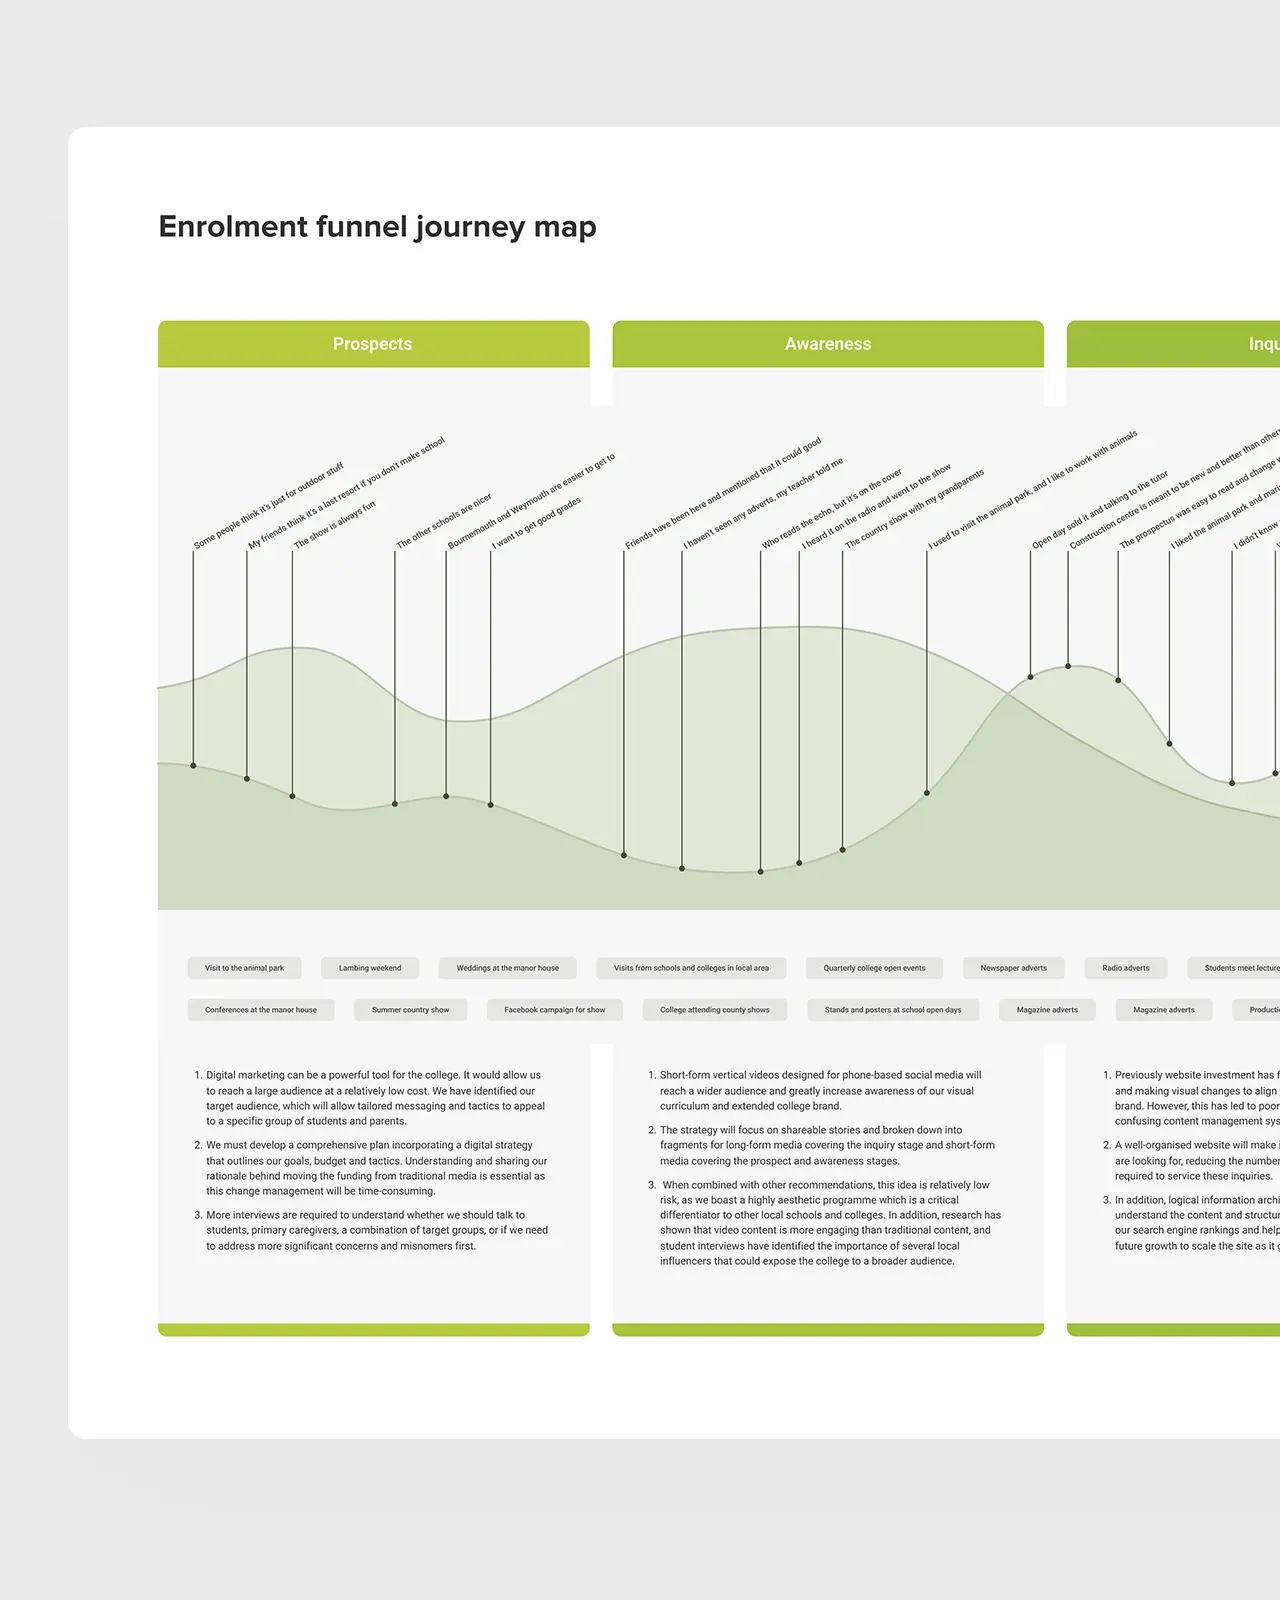 Enrolment funnel journey map
Prospects
Awareness
Inqu
Some people think it's just for outdoor stuff
My friends think it's a last resort if you don't make school
The show is always fun
The other schools are nicer
Bournemouth and Weymouth are easier to get to
I want to get good grades
Friends have been here and mentioned that it could good
I haven't seen any adverts, my teacher told me
Who reads the echo, but it's on the cover
I heard it on the radio and went to the show
The country show with my grandparents
I used to visit the animal park, and I like to work with animals
Open day sold it and talking to the tutor
Construction centre is meant to be new and better than others
The prospectus was easy to read and change
I liked the animal park and
I didn't know
Visit to the animal park
Lambing weekend
Weddings at the manor house
Visits from schools and colleges in local area
Quarterly college open events
Newspaper adverts
Radio adverts
Students meet lecture
Conferences at the manor house
Summer country show
Facebook campaign for show
College attending county shows
Stands and posters at school open days
Magazine adverts
Magazine adverts
Producti
1. Digital marketing can be a powerful tool for the college. It would allow us
to reach a large audience at a relatively low cost. We have identified our
target audience, which will allow tailored messaging and tactics to appeal
to a specific group of students and parents.
2. We must develop a comprehensive plan incorporating a digital strategy
that outlines our goals, budget and tactics. Understanding and sharing our
rationale behind moving the funding from traditional media is essential as
this change management will be time-consuming.
3. More interviews are required to understand whether we should talk to
students, primary caregivers, a combination of target groups, or if we need
to address more significant concerns and misnomers first.
1. Short-form vertical videos designed for phone-based social media will
reach a wider audience and greatly increase awareness of our visual
curriculum and extended college brand.
2. The strategy will focus on shareable stories and broken down into
fragments for long-form media covering the inquiry stage and short-form
media covering the prospect and awareness stages.
3. When combined with other recommendations, this idea is relatively low
risk, as we boast a highly aesthetic programme which is a critical
differentiator to other local schools and colleges. In addition, research has
shown that video content is more engaging than traditional content, and
student interviews have identified the importance of several local
influencers that could expose the college to a broader audience.
1. Previously website investment has f
and making visual changes to align
brand. However, this has led to poor
confusing content management sys
2. A well-organised website will make i
are looking for, reducing the number
required to service these inquiries.
3. In addition, logical information archi
understand the content and structur
our search engine rankings and help
future growth to scale the site as it g